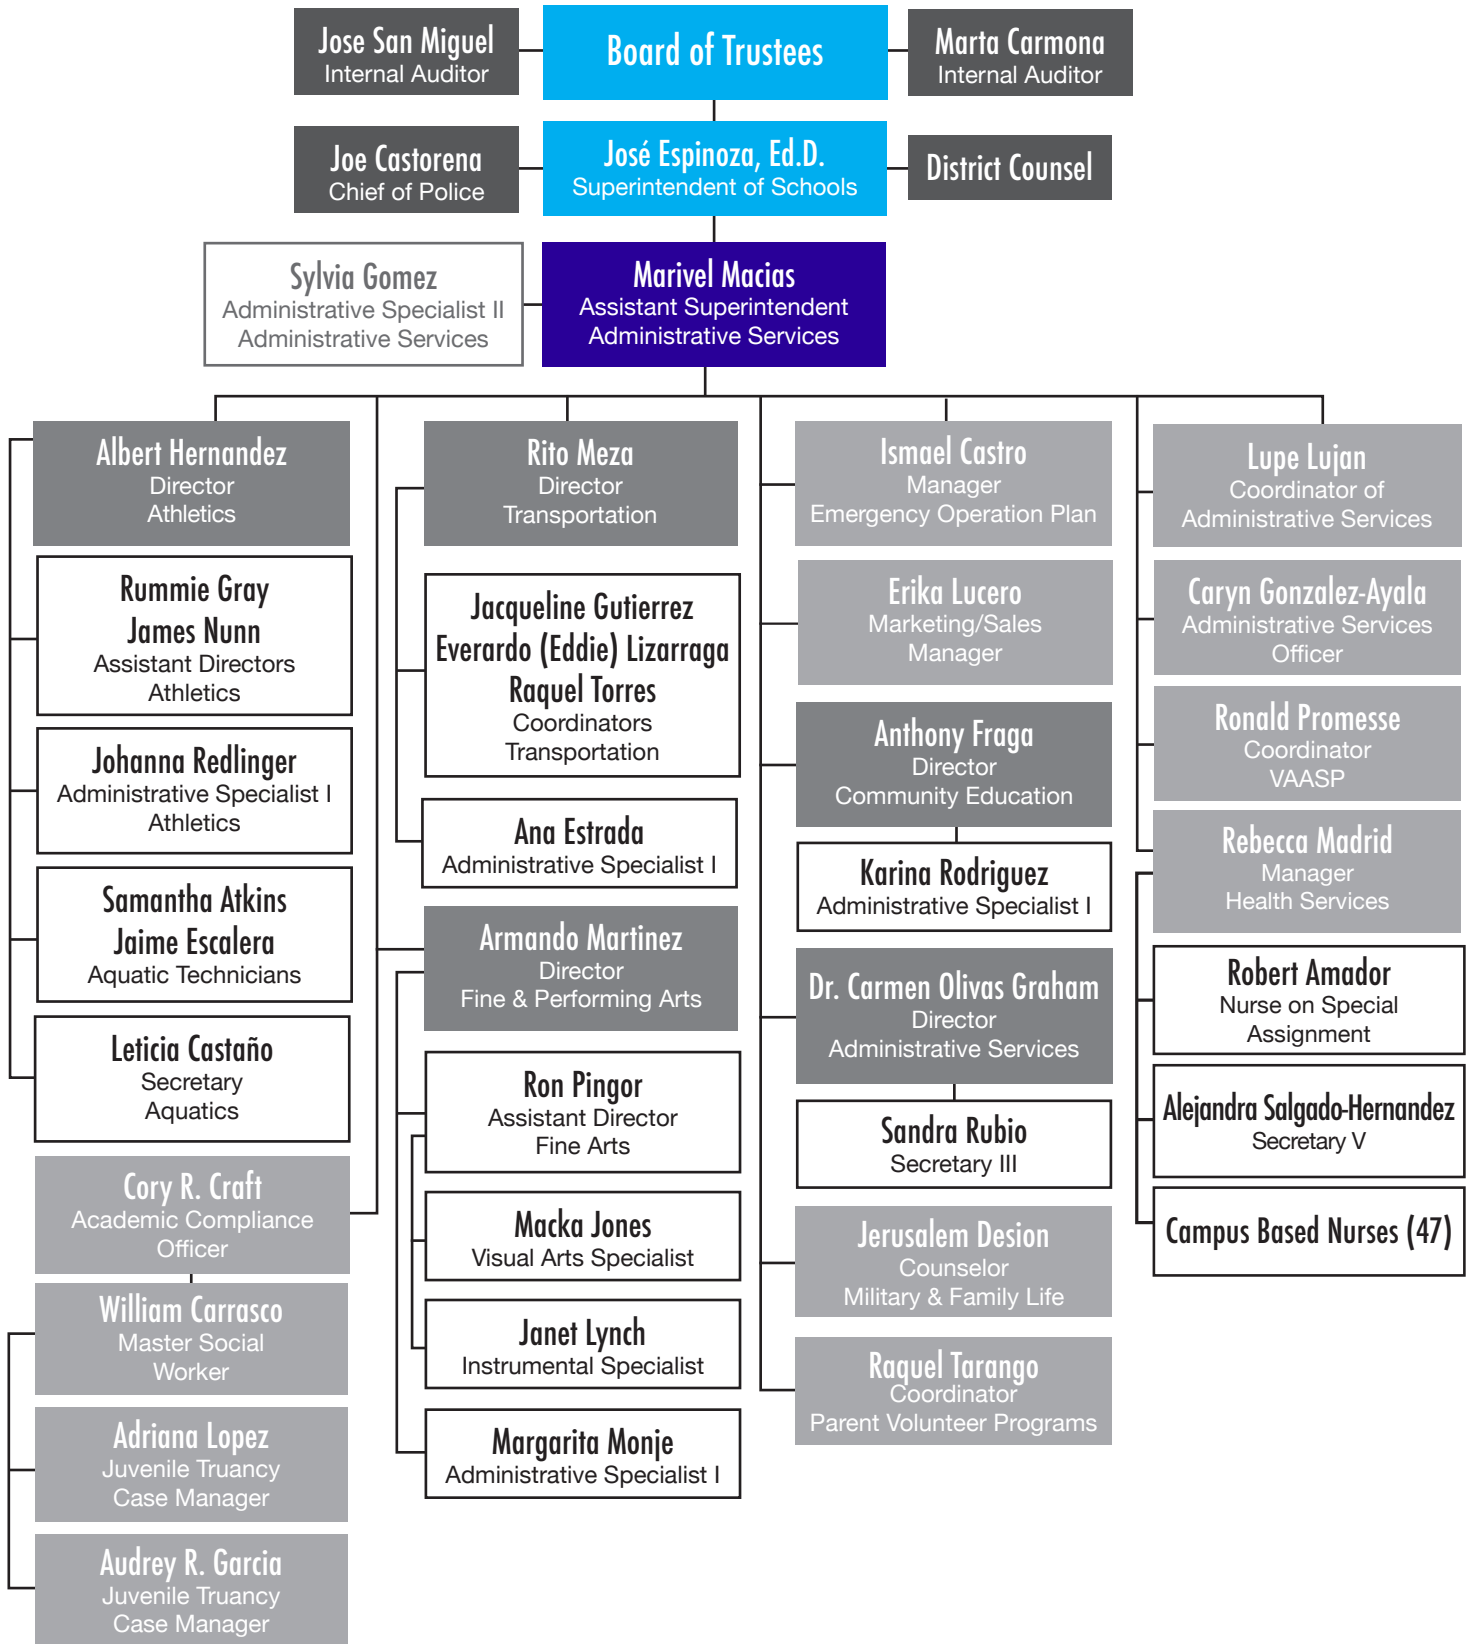 Jose San Miguel
Internal Auditor
Board of Trustees
Marta Carmona
Internal Auditor
Joe Castorena
Chief of Police
José Espinoza, Ed.D.
Superintendent of Schools
District Counsel
Sylvia Gomez
Administrative Specialist II
Administrative Services
Marivel Macias
Assistant Superintendent
Administrative Services
Albert Hernandez
Director
Athletics
Rummie Gray
James Nunn
Assistant Directors
Athletics
Johanna Redlinger
Administrative Specialist I
Athletics
Samantha Atkins
Jaime Escalera
Aquatic Technicians
Leticia Castaño
Secretary
Aquatics
Cory R. Craft
Academic Compliance
Officer
William Carrasco
Master Social
Worker
Adriana Lopez
Juvenile Truancy
Case Manager
Audrey R. Garcia
Juvenile Truancy
Case Manager
Rito Meza
Director
Transportation
Jacqueline Gutierrez
Everardo (Eddie) Lizarraga
Raquel Torres
Coordinators
Transportation
Ana Estrada
Administrative Specialist I
Armando Martinez
Director
Fine & Performing Arts
Ron Pingor
Assistant Director
Fine Arts
Macka Jones
Visual Arts Specialist
Janet Lynch
Instrumental Specialist
Margarita Monje
Administrative Specialist I
Ismael Castro
Manager
Emergency Operation Plan
Erika Lucero
Marketing/Sales
Manager
Anthony Fraga
Director
Community Education
Karina Rodriguez
Administrative Specialist I
Dr. Carmen Olivas Graham
Director
Administrative Services
Sandra Rubio
Secretary III
Jerusalem Desion
Counselor
Military & Family Life
Raquel Tarango
Coordinator
Parent Volunteer Programs
Lupe Lujan
Coordinator of
Administrative Services
Caryn Gonzalez-Ayala
Administrative Services
Officer
Ronald Promesse
Coordinator
VAASP
Rebecca Madrid
Manager
Health Services
Robert Amador
Nurse on Special
Assignment
Alejandra Salgado-Hernandez
Secretary V
Campus Based Nurses (47)